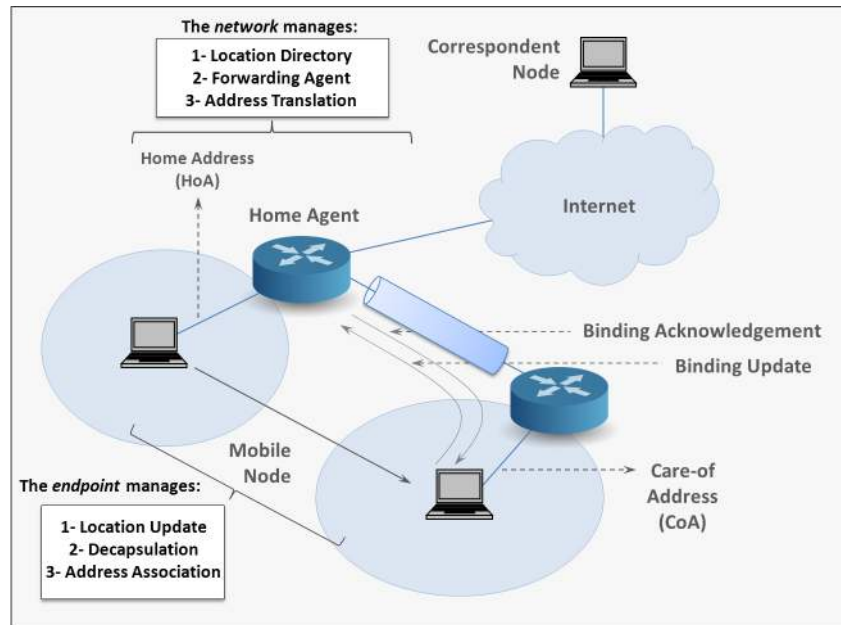 The network manages:
1- Location Directory
2- Forwarding Agent
3- Address Translation
Correspondent
Node
Home Address
(HoA)
Home Agent
Internet
Binding Acknowledgement
Binding Update
Mobile
Node
Care-of
Address
(CoA)
The endpoint manages:
1- Location Update
2- Decapsulation
3- Address Association